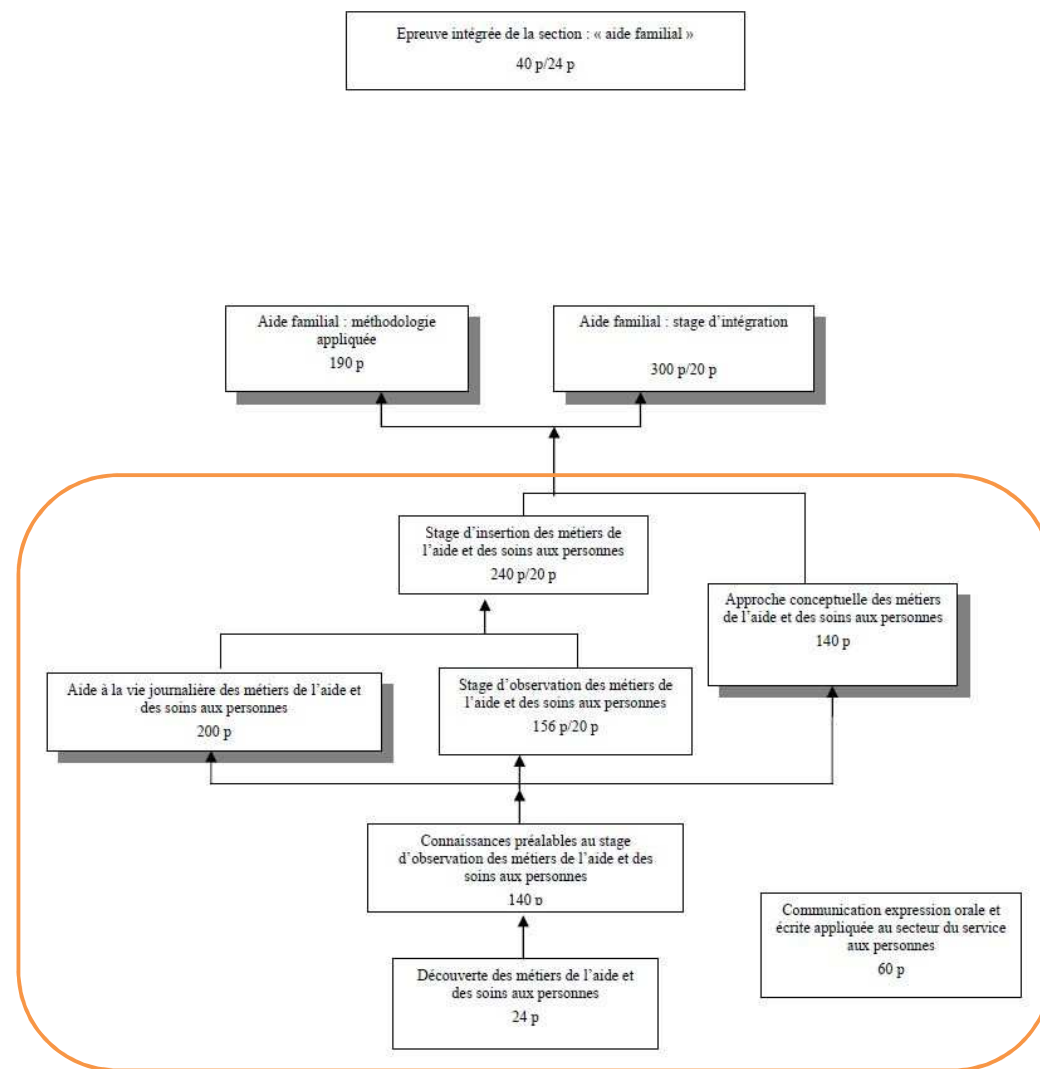 Epreuve intégrée de la section : « aide familial »
40 p/24 p
Aide familial : méthodologie
appliquée
190 p
Aide familial : stage d'intégration
300 p/20 p
Stage d'insertion des métiers de
l'aide et des soins aux personnes
240 p/20 p
Approche conceptuelle des métiers
de l'aide et des soins aux personnes
140 p
Aide à la vie journalière des métiers de l'aide et
des soins aux personnes
200 p
Stage d'observation des métiers de
l'aide et des soins aux personnes
156 p/20 p
Connaissances préalables au stage
d'observation des métiers de l'aide et des
soins aux personnes
140 p
Communication expression orale et
écrite appliquée au secteur du service
aux personnes
60 p
Découverte des métiers de l'aide et
des soins aux personnes
24 p